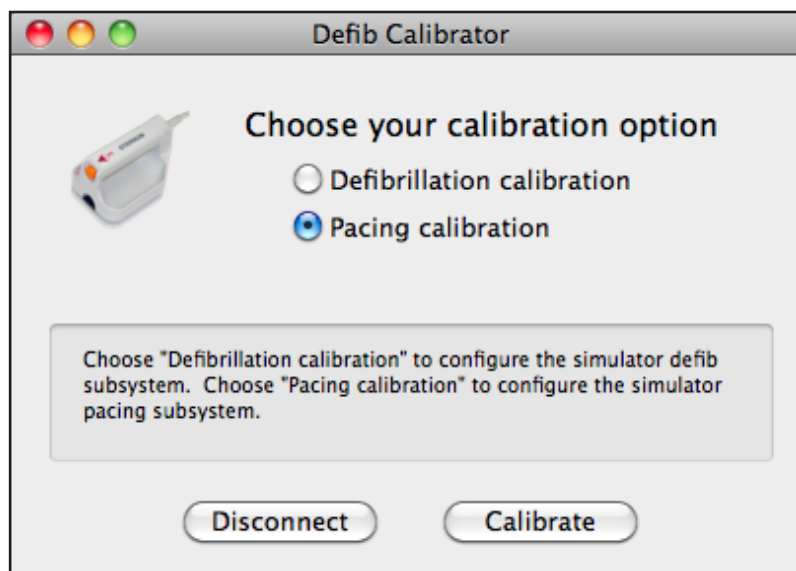 Defib Calibrator
Choose your calibration option
Defibrillation calibration
Pacing calibration
Choose "Defibrillation calibration" to configure the simulator defib
subsystem.  Choose "Pacing calibration" to configure the simulator
pacing subsystem.
Disconnect
Calibrate